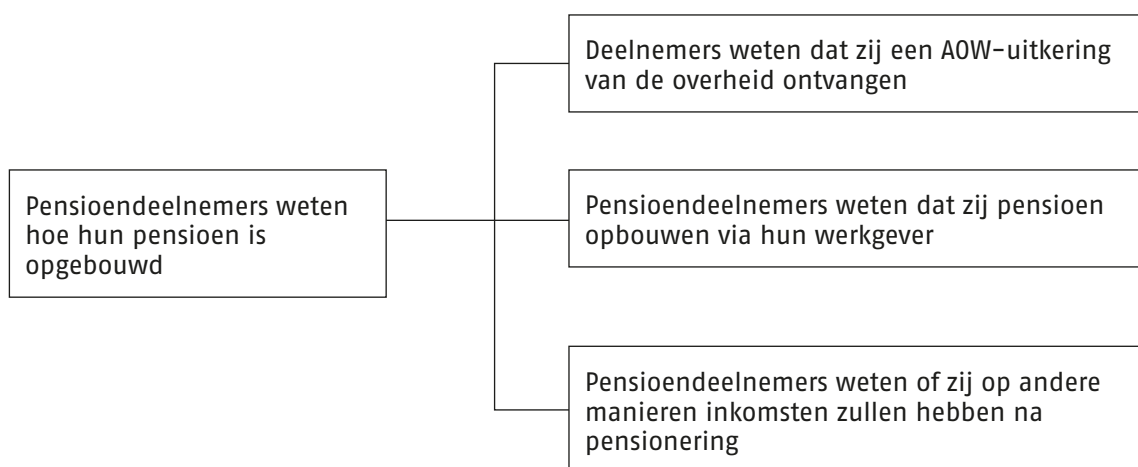 Deelnemers weten dat zij een AOW-uitkering
van de overheid ontvangen
Pensioendeelnemers weten
hoe hun pensioen is
opgebouwd
Pensioendeelnemers weten dat zij pensioen
opbouwen via hun werkgever
Pensioendeelnemers weten of zij op andere
manieren inkomsten zullen hebben na
pensionering